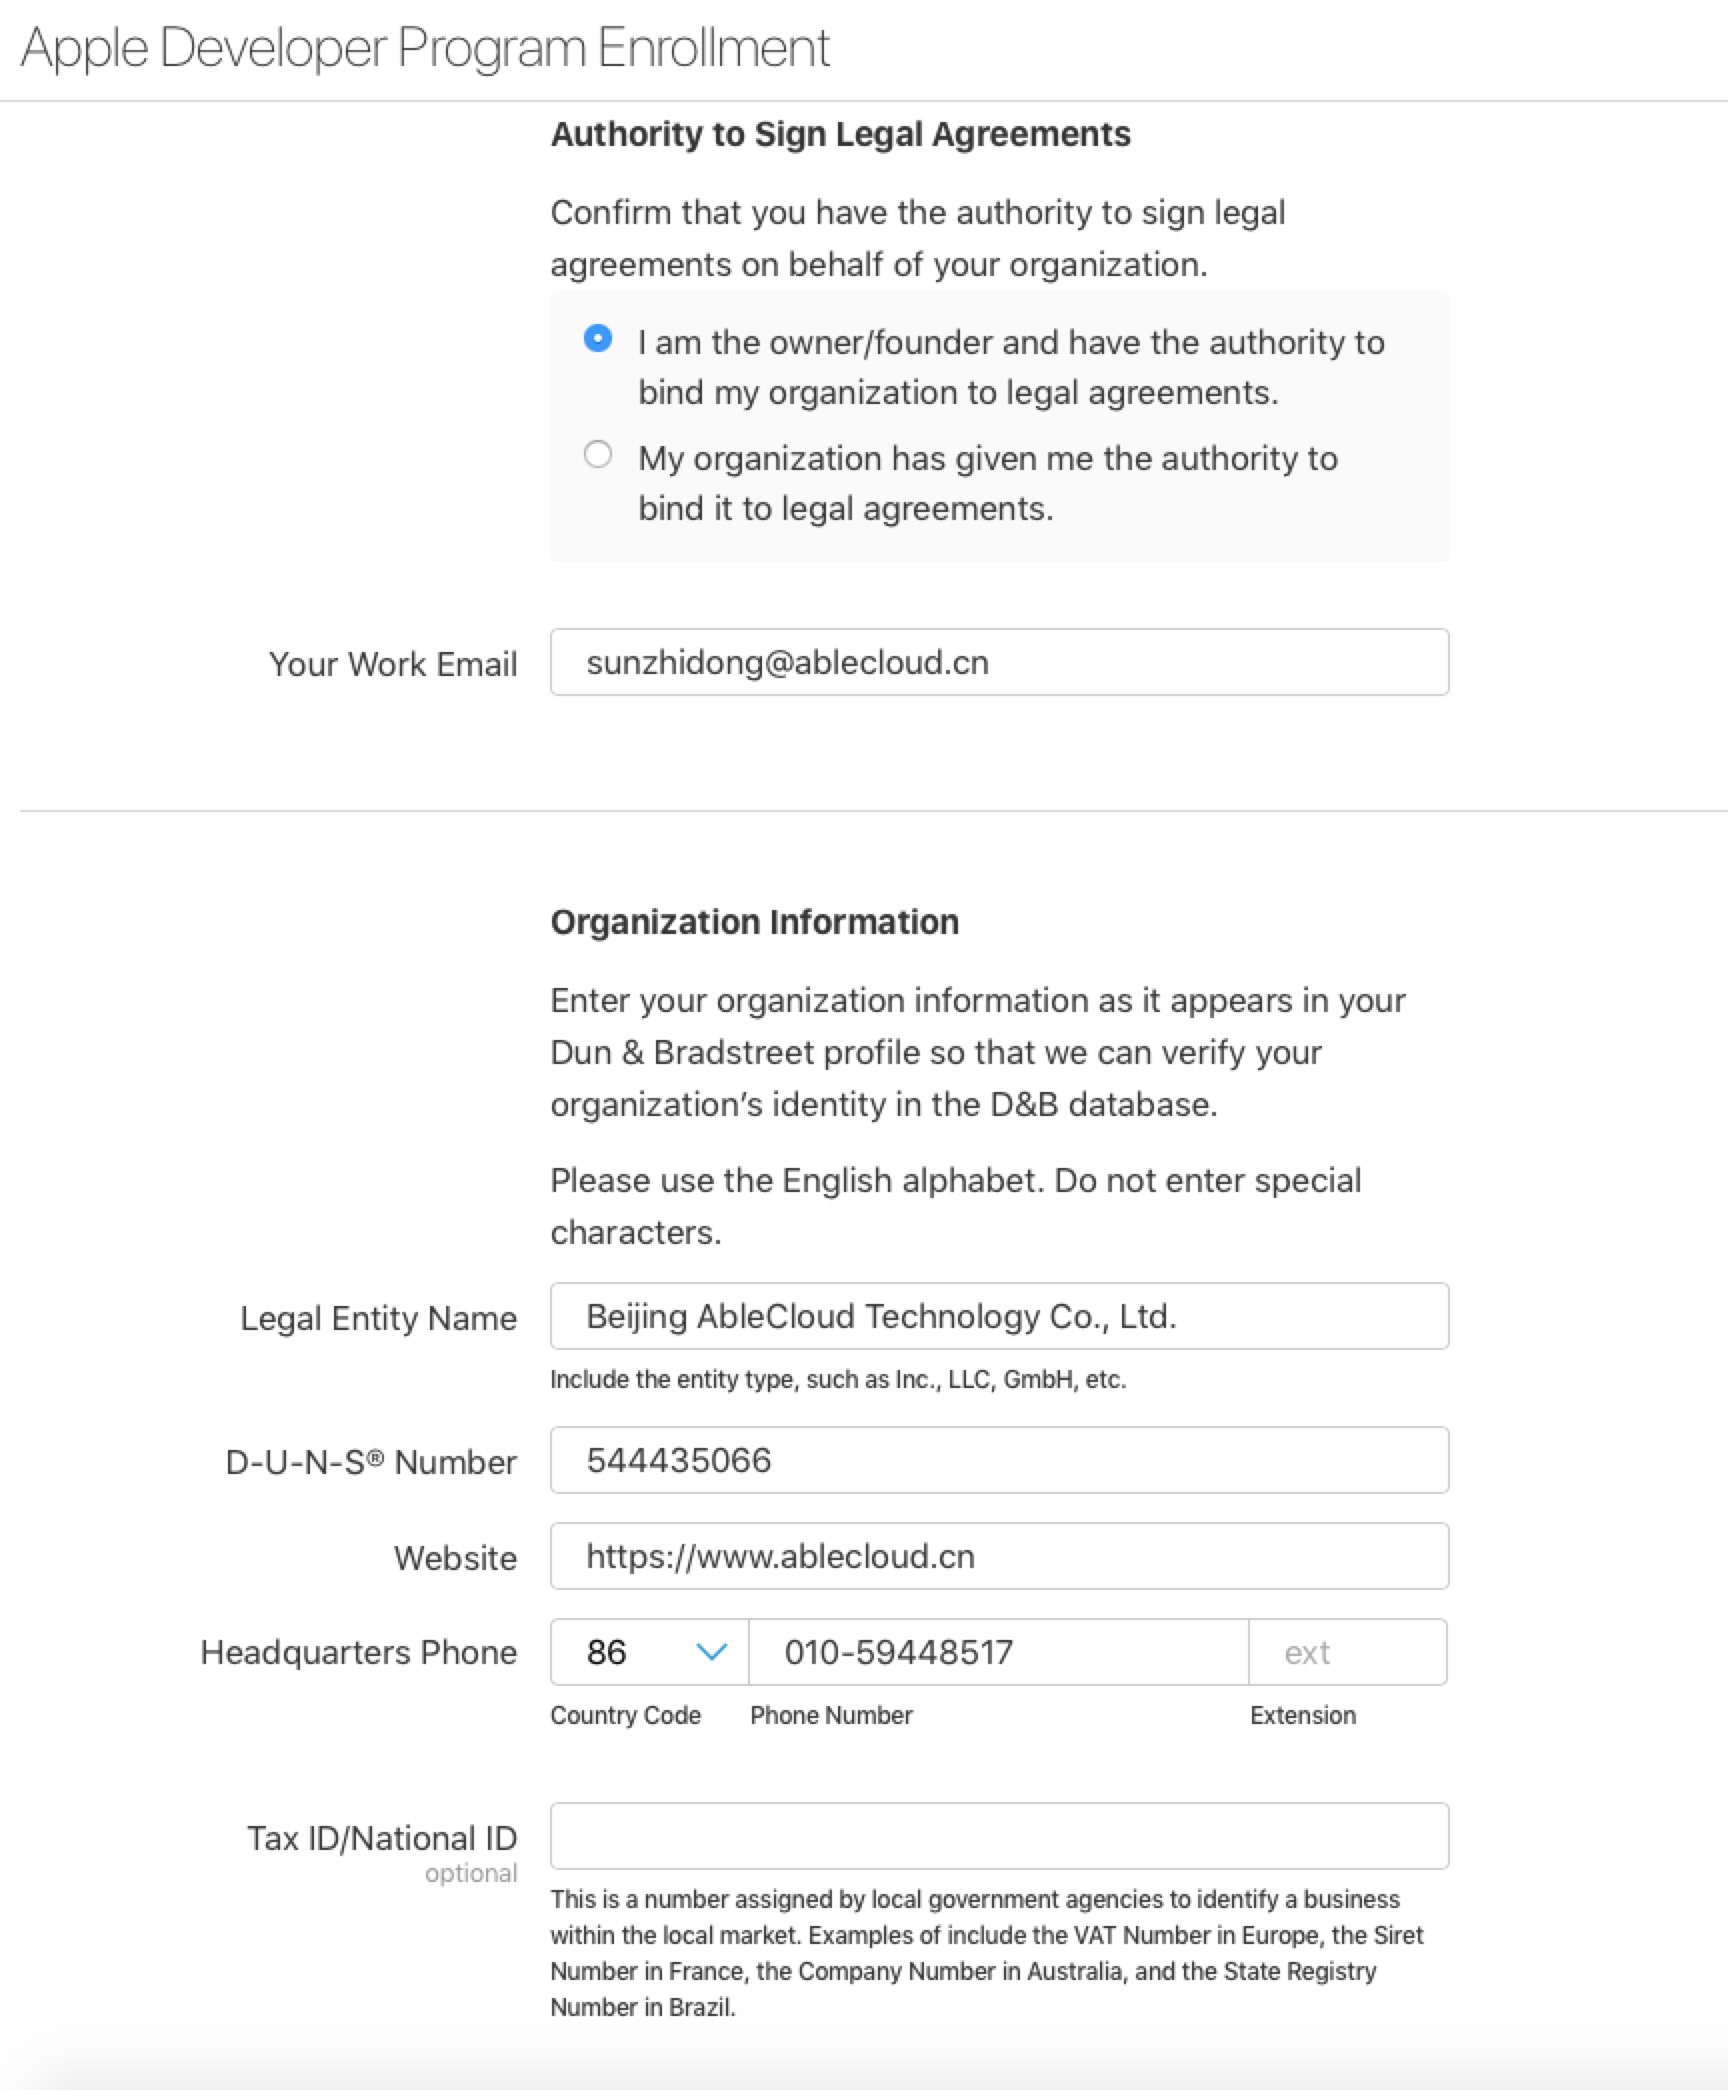 Apple Developer Program Enrollment
Authority to Sign Legal Agreements
Confirm that you have the authority to sign legal
agreements on behalf of your organization.
I am the owner/founder and have the authority to
bind my organization to legal agreements.
My organization has given me the authority to
bind it to legal agreements.
Your Work Email
sunzhidong@ablecloud.cn
Organization Information
Enter your organization information as it appears in your
Dun & Bradstreet profile so that we can verify your
organization’s identity in the D&B database.
Please use the English alphabet. Do not enter special
characters.
Legal Entity Name
Beijing AbleCloud Technology Co., Ltd.
Include the entity type, such as Inc., LLC, GmbH, etc.
D-U-N-S® Number
544435066
Website
https://www.ablecloud.cn
Headquarters Phone
86
010-59448517
ext
Country Code
Phone Number
Extension
Tax ID/National ID
optional
This is a number assigned by local government agencies to identify a business
within the local market. Examples of include the VAT Number in Europe, the Siret
Number in France, the Company Number in Australia, and the State Registry
Number in Brazil.